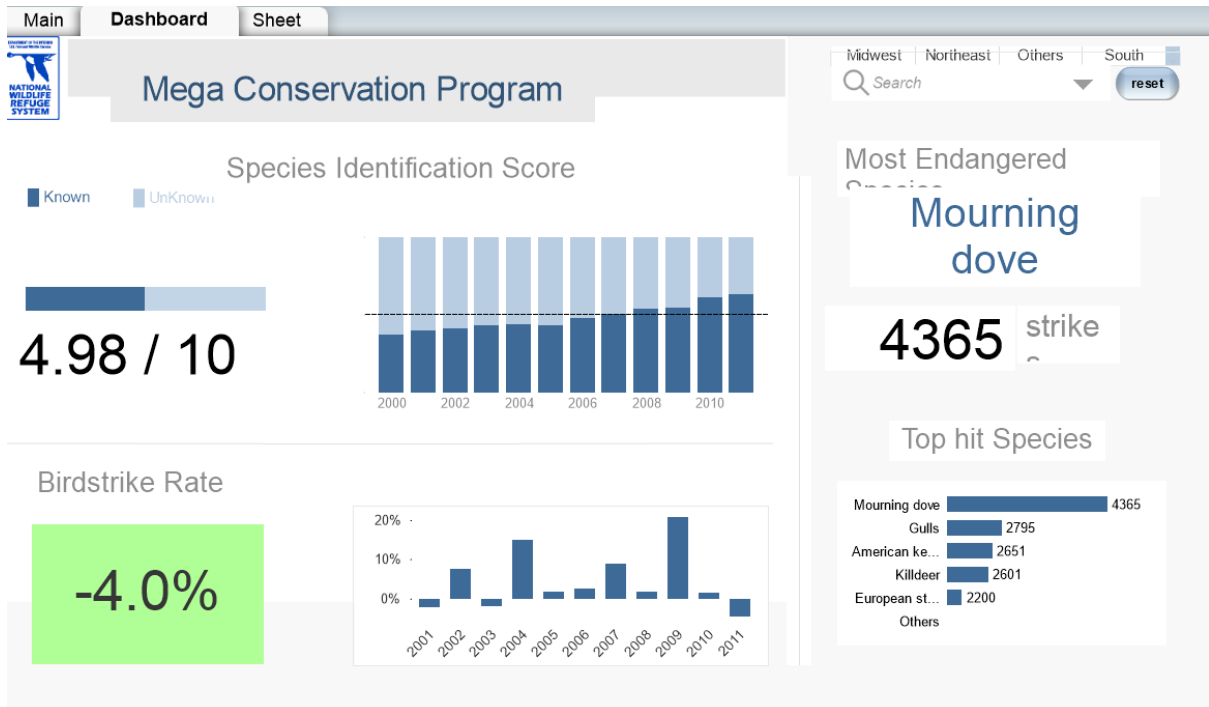 Main Dashboard Sheet
NATIONAL
WILDLIFE
REFUGE
SYSTEM
Mega Conservation Program
Midwest Northeast Others South
Search
reset
Species Identification Score
Known UnKnown
4.98 / 10
2000 2002 2004 2006 2008 2010
Most Endangered
Species
Mourning
dove
4365
strike
s
Top hit Species
Mourning dove 4365
Gulls 2795
American ke... 2651
Killdeer 2601
European st... 2200
Others
Birdstrike Rate
-4.0%
20%
10%
0%
2001 2002 2003 2004 2005 2006 2007 2008 2009 2010 2011